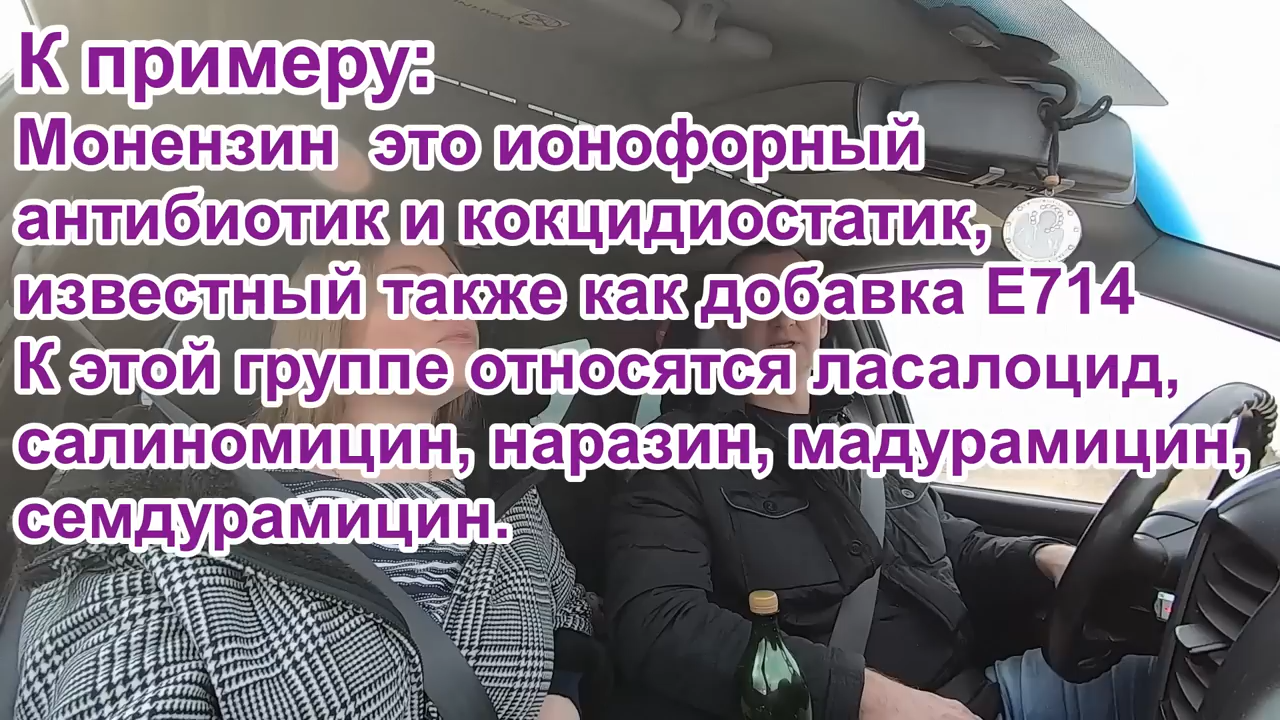 К примеру:
Монензин это ионофорный
антибиотик и кокцидиостатик,
известный также как добавка Е714
К этой группе относятся ласалоцид,
салиномицин, наразин, мадурамицин,
семдурамицин.